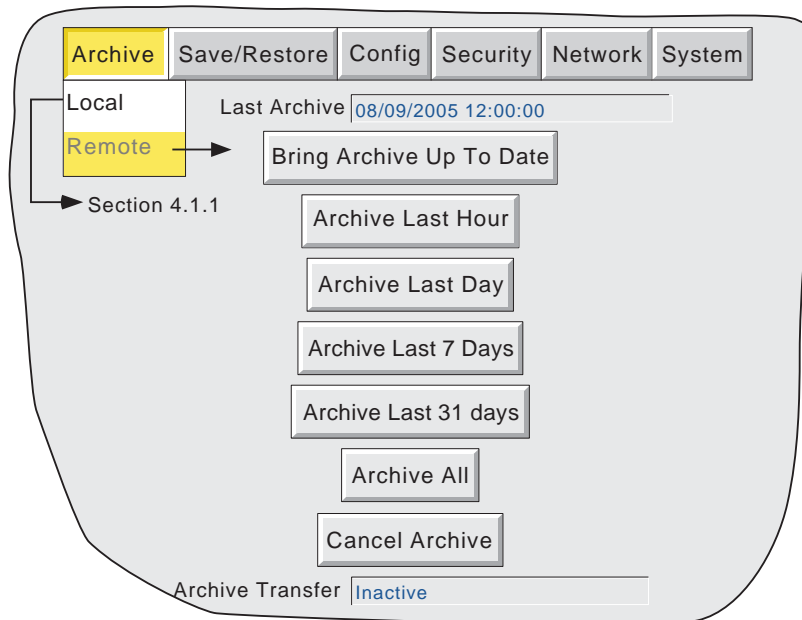 Archive Save/Restore Config Security Network System
Local
Last Archive 08/09/2005 12:00:00
Remote
Bring Archive Up To Date
Section 4.1.1
Archive Last Hour
Archive Last Day
Archive Last 7 Days
Archive Last 31 days
Archive All
Cancel Archive
Archive Transfer Inactive